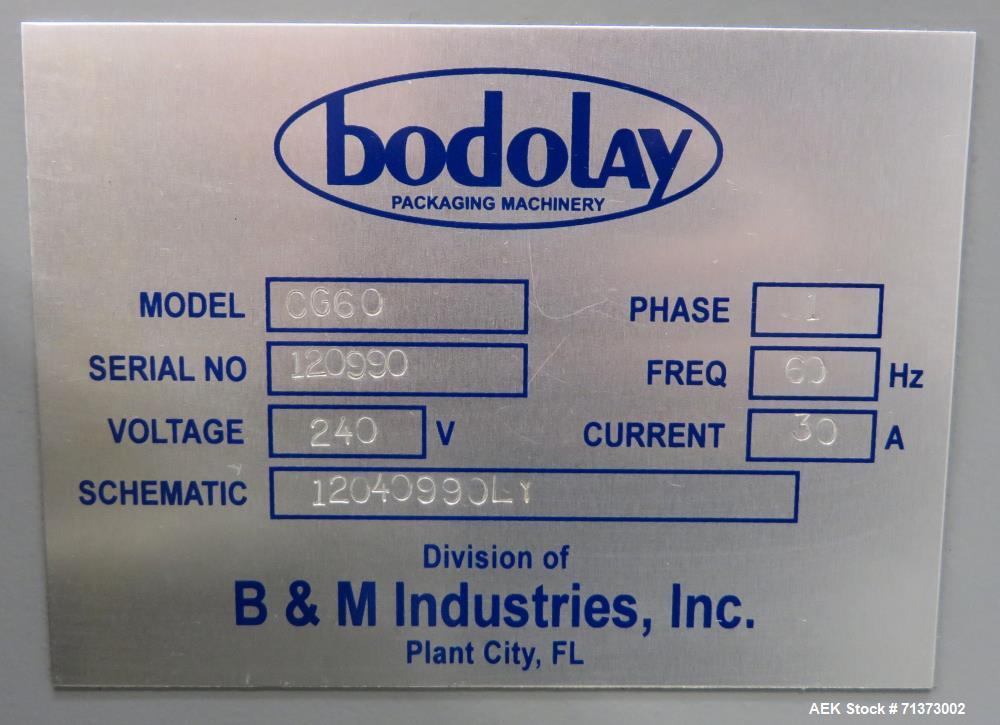 bodolay
PACKAGING MACHINERY
MODEL CG60 PHASE 1
SERIAL NO 120990 FREQ 60 Hz
VOLTAGE 240 V CURRENT 30 A
SCHEMATIC 12040990LY
Division of
B & M Industries, Inc.
Plant City, FL
AEK Stock # 71373002